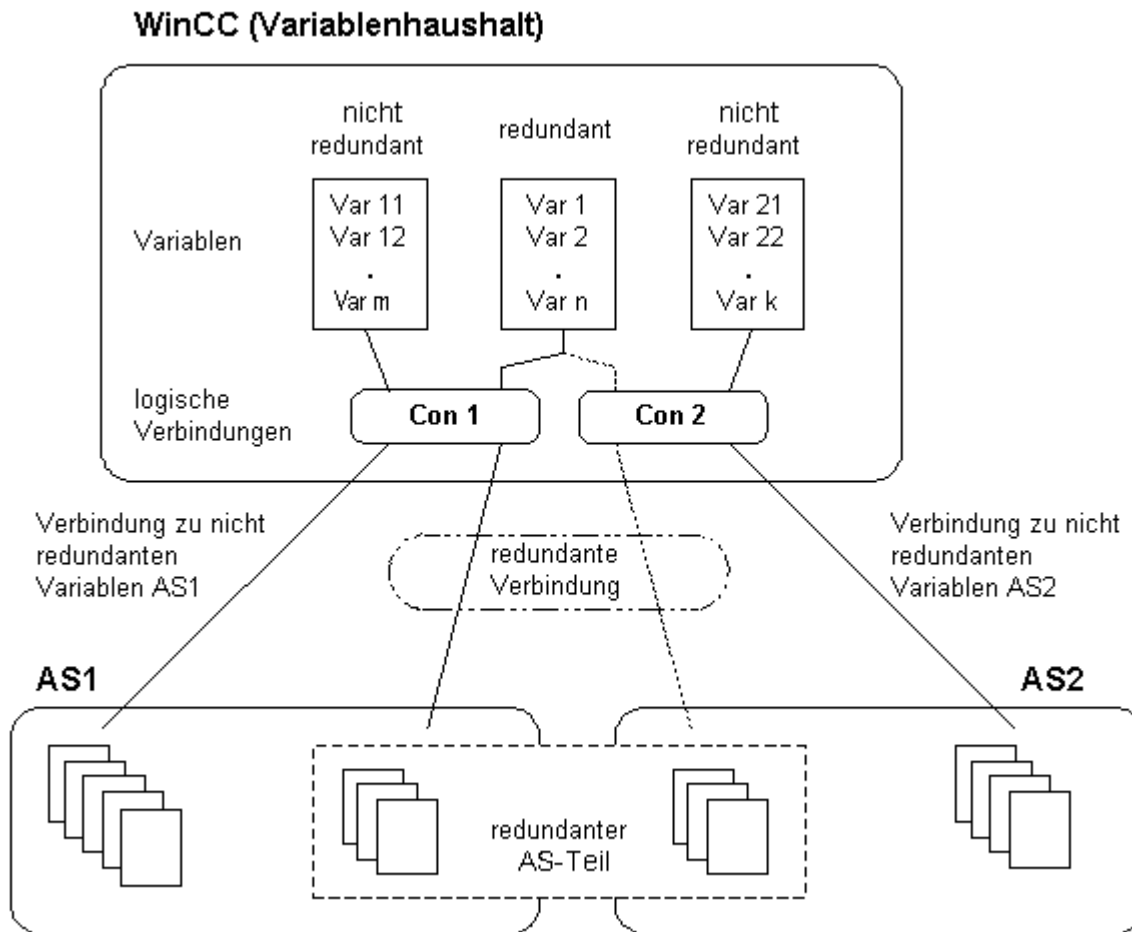 WinCC (Variablenhaushalt)
nicht
redundant
redundant
nicht
redundant
Variablen
Var 11
Var 12
.
Var m
Var 1
Var 2
.
Var n
Var 21
Var 22
.
Var k
logische
Verbindungen
Con 1
Con 2
Verbindung zu nicht
redundanten
Variablen AS1
redundante
Verbindung
Verbindung zu nicht
redundanten
Variablen AS2
AS1
AS2
redundanter
AS-Teil